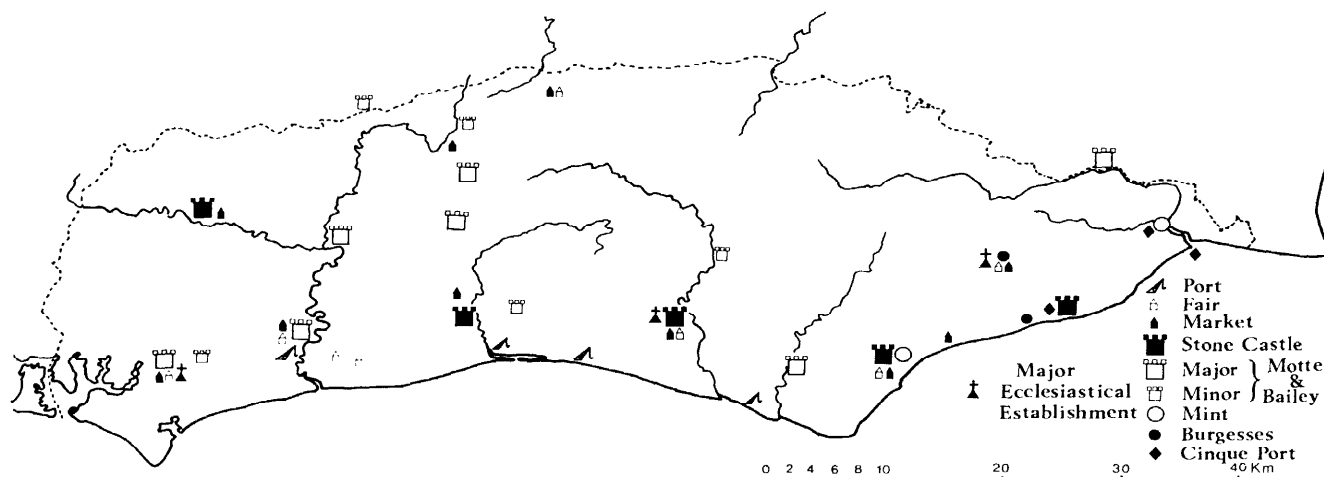 Port
Fair
Market
Stone Castle
Major
Minor
Motte
&
Bailey
Mint
Burgesses
Cinque Port
Major
Ecclesiastical
Establishment
0 2 4 6 8 10 20 30 40 Km